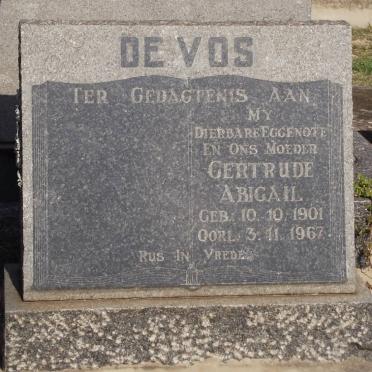 DE VOS
TER GEDAGTENIS AAN
MY
DIERBARE EGGENOTE
EN ONS MOEDER
GERTRUDE
ABIGAIL
GEB. 10. 10. 1901
OORL. 3. 11. 1967
RUS IN VREDE.